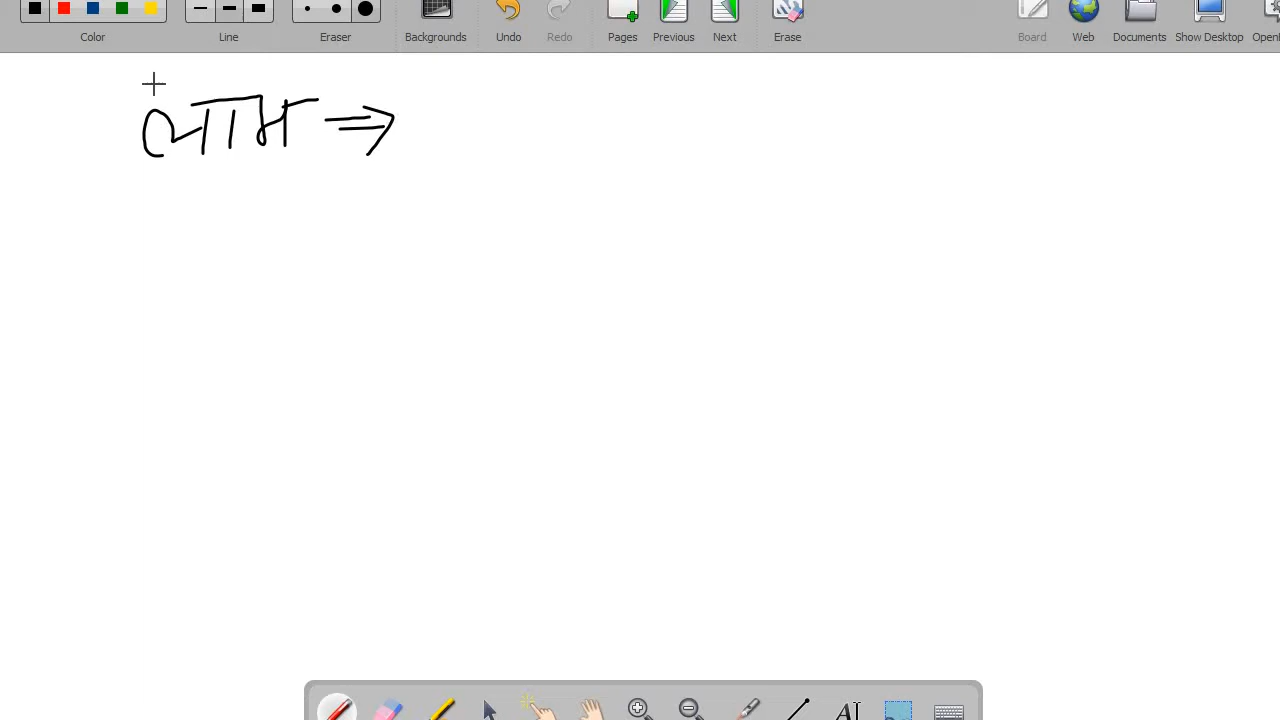 Color Line Eraser Backgrounds Undo Redo Pages Previous Next Erase Board Web Documents Show Desktop
लाभ ⇒